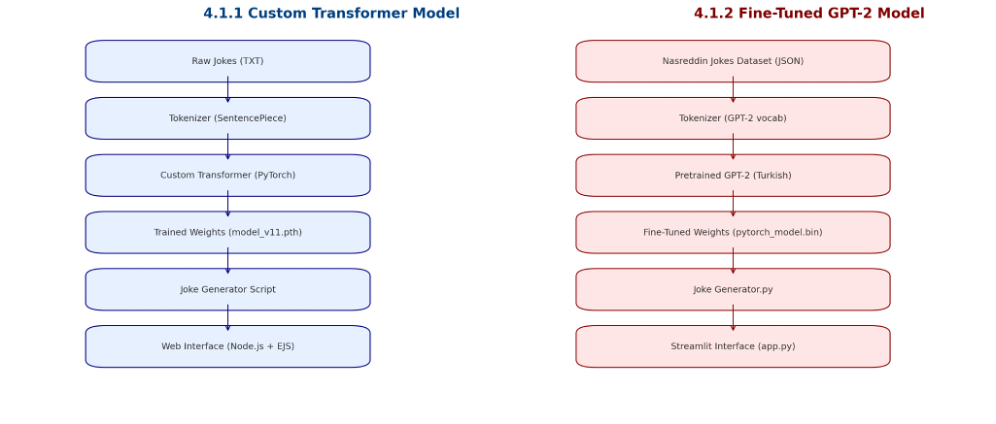 4.1.1 Custom Transformer Model
Raw Jokes (TXT)
Tokenizer (SentencePiece)
Custom Transformer (PyTorch)
Trained Weights (model_v11.pth)
Joke Generator Script
Web Interface (Node.js + EJS)
4.1.2 Fine-Tuned GPT-2 Model
Nasreddin Jokes Dataset (JSON)
Tokenizer (GPT-2 vocab)
Pretrained GPT-2 (Turkish)
Fine-Tuned Weights (pytorch_model.bin)
Joke Generator.py
Streamlit Interface (app.py)